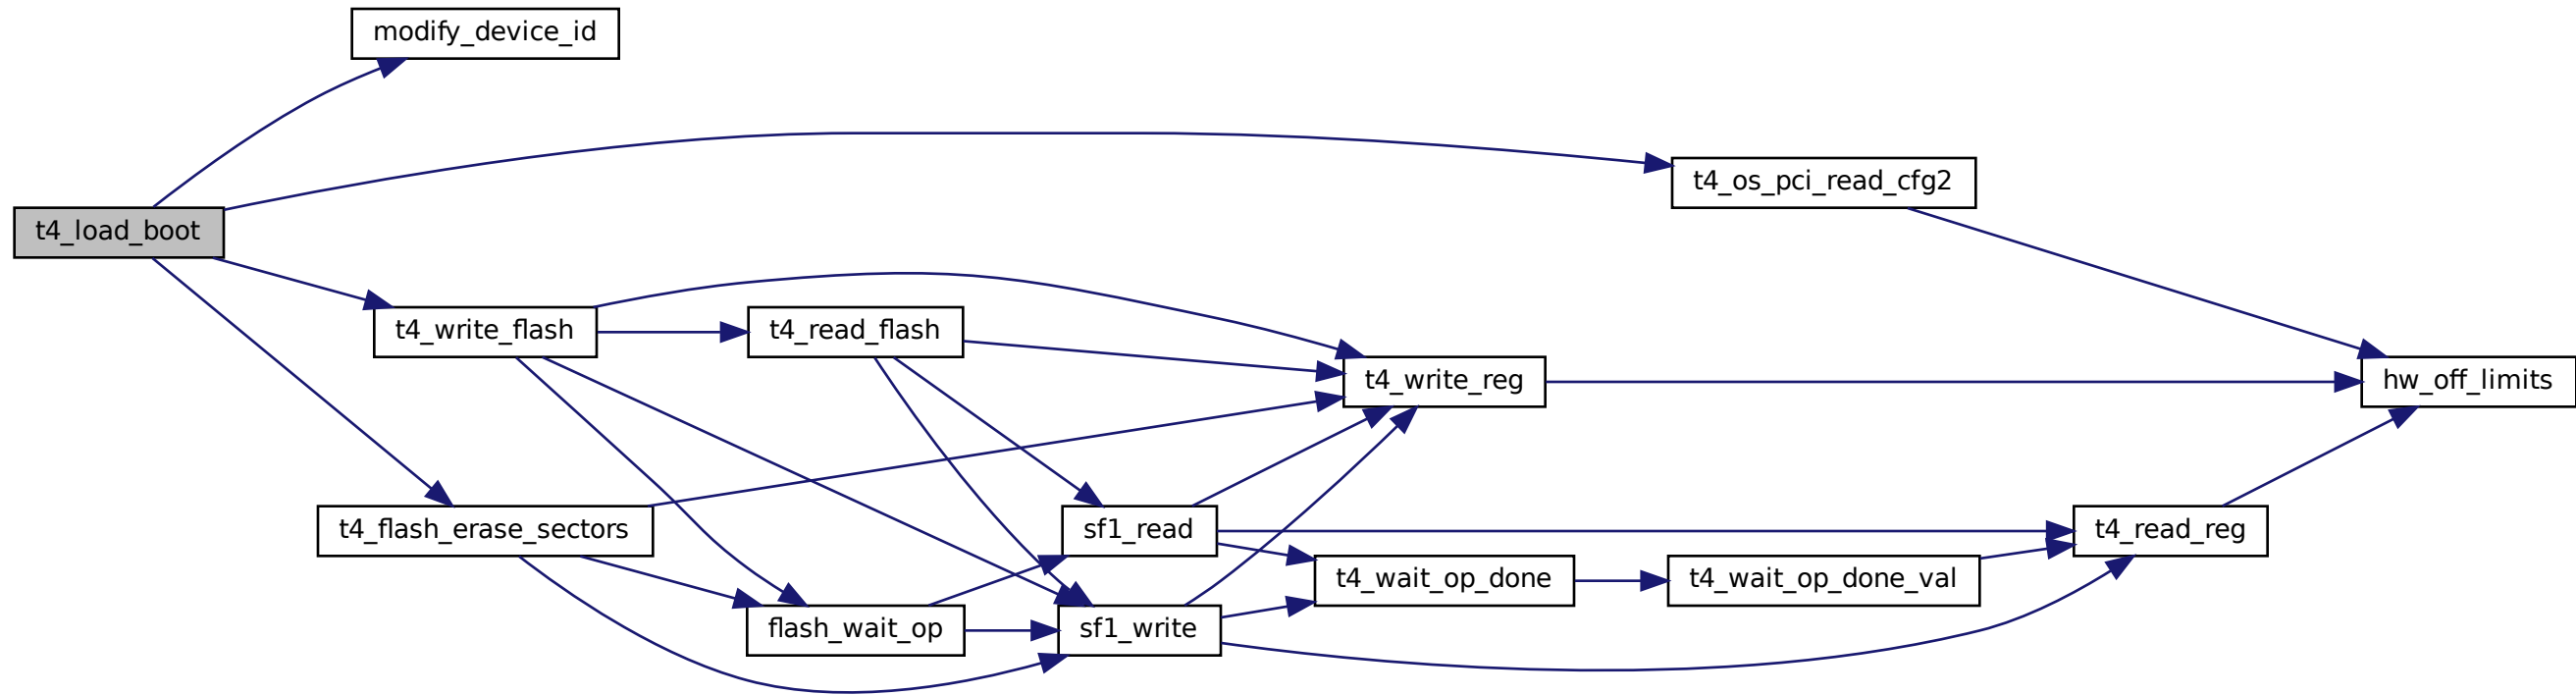 modify_device_id
t4_os_pci_read_cfg2
t4_load_boot
t4_write_flash
t4_read_flash
t4_write_reg
hw_off_limits
t4_flash_erase_sectors
sf1_read
t4_read_reg
t4_wait_op_done
t4_wait_op_done_val
flash_wait_op
sf1_write